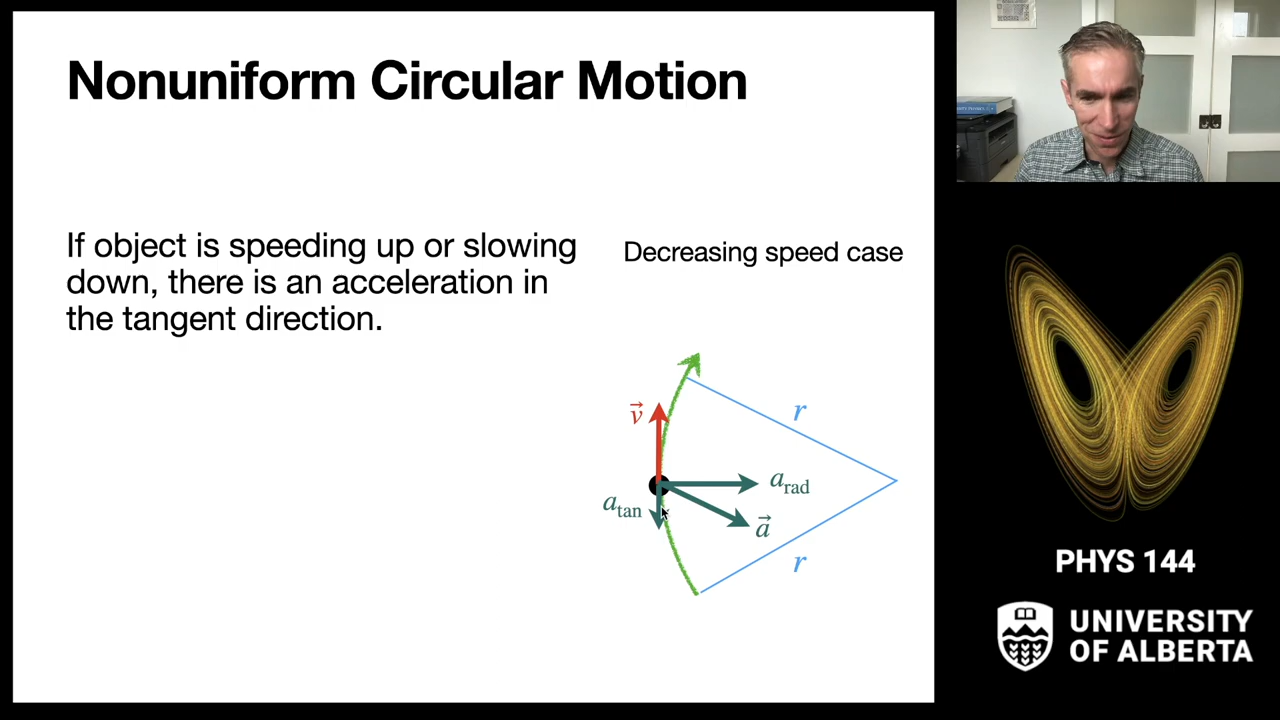 Nonuniform Circular Motion
If object is speeding up or slowing
down, there is an acceleration in
the tangent direction.
Decreasing speed case
v⃗
r
a_rad
a_tan
a⃗
r
PHYS 144
UNIVERSITY
OF ALBERTA